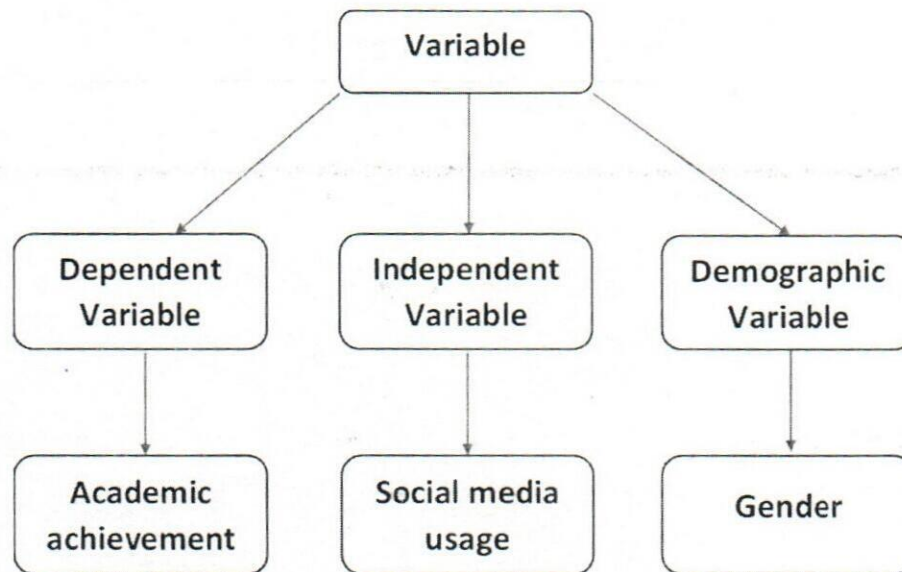 Variable
Dependent
Variable
Independent
Variable
Demographic
Variable
Academic
achievement
Social media
usage
Gender